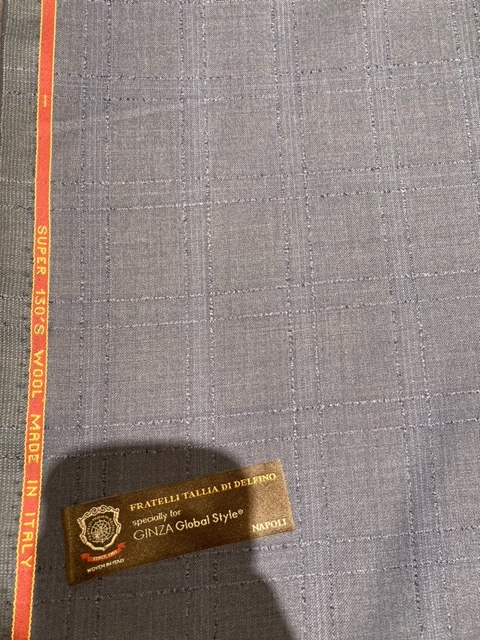 SUPER 130'S WOOL MADE IN ITALY
FRATELLI TALLIA DI DELFINO
specially for
GINZA Global Style®
NAPOLI
WOVEN IN ITALY